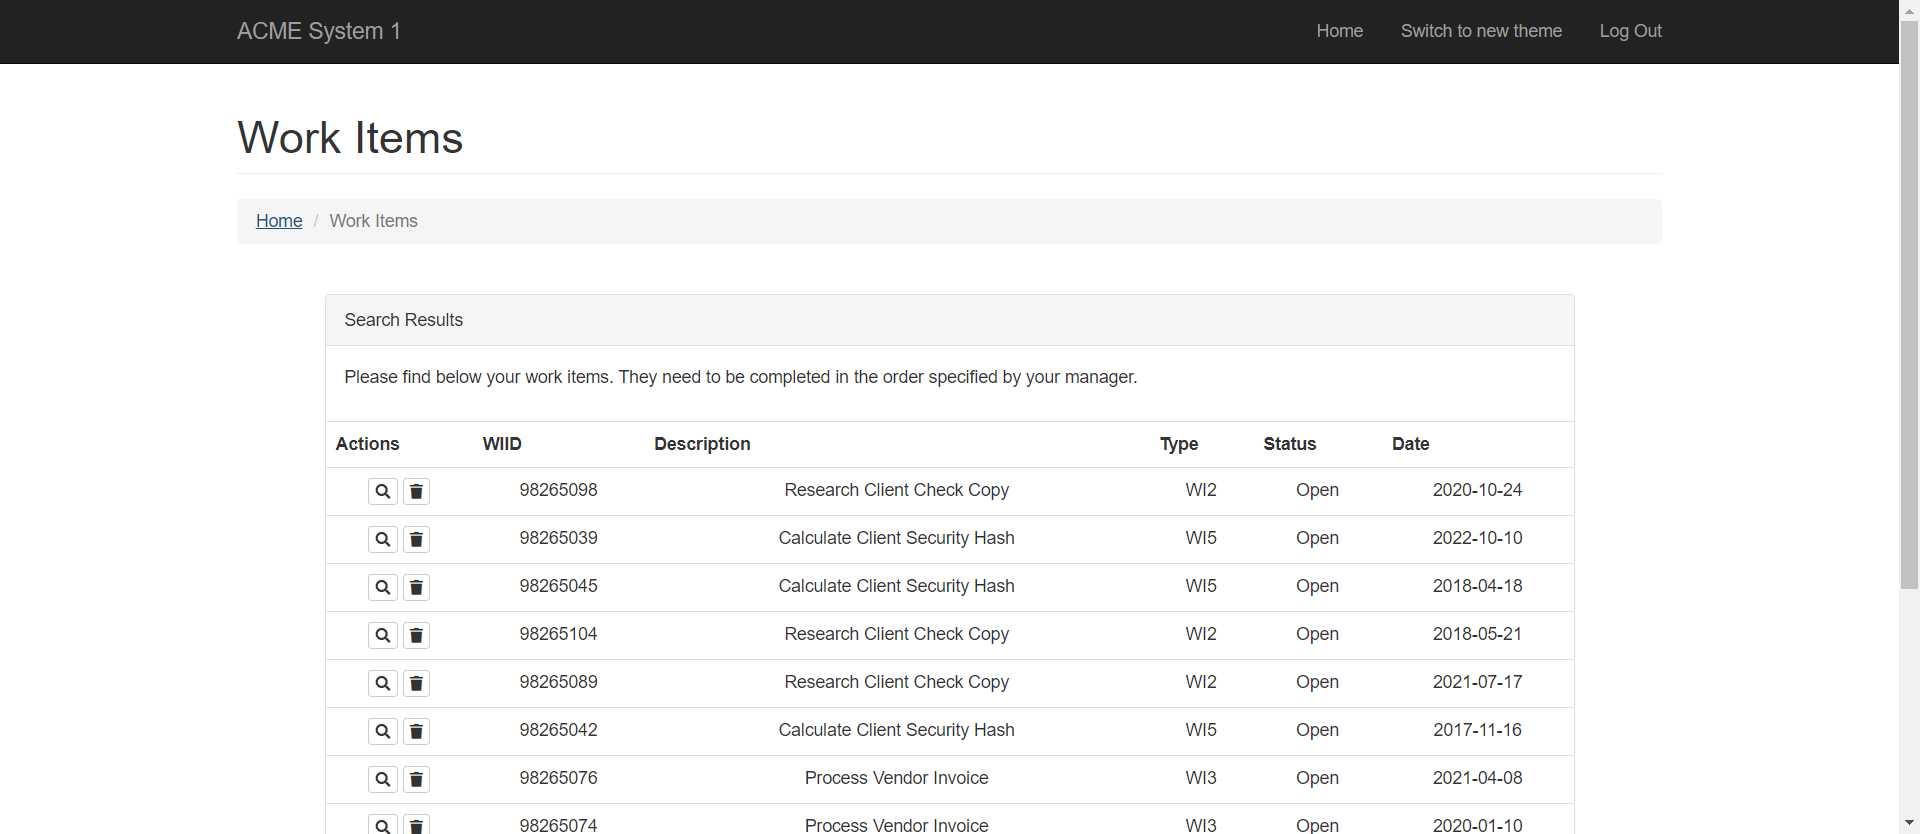 ACME System 1 Home Switch to new theme Log Out
Work Items
Home / Work Items
Search Results
Please find below your work items. They need to be completed in the order specified by your manager.
Actions WIID Description Type Status Date
98265098 Research Client Check Copy WI2 Open 2020-10-24
98265039 Calculate Client Security Hash WI5 Open 2022-10-10
98265045 Calculate Client Security Hash WI5 Open 2018-04-18
98265104 Research Client Check Copy WI2 Open 2018-05-21
98265089 Research Client Check Copy WI2 Open 2021-07-17
98265042 Calculate Client Security Hash WI5 Open 2017-11-16
98265076 Process Vendor Invoice WI3 Open 2021-04-08
98265074 Process Vendor Invoice WI3 Open 2020-01-10